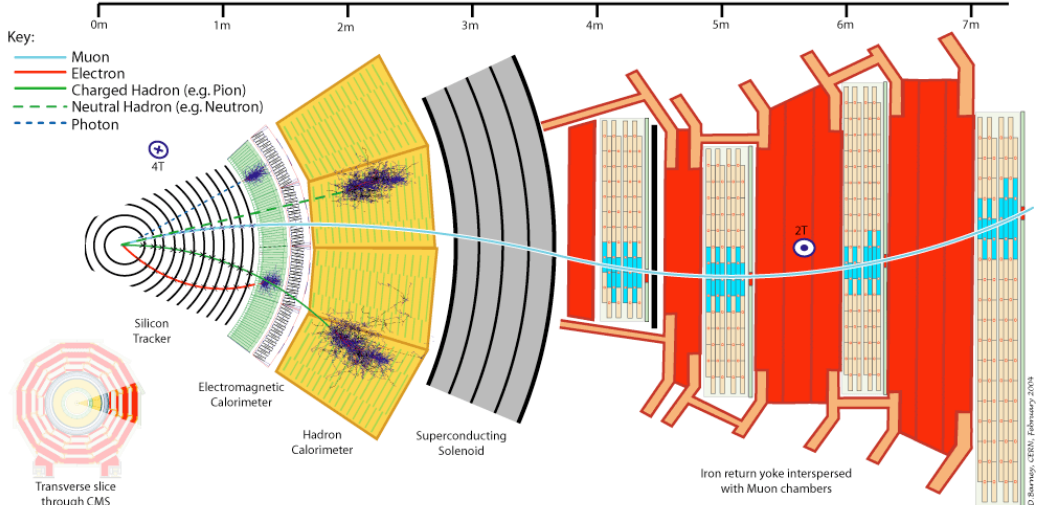 0m 1m 2m 3m 4m 5m 6m 7m
Key:
Muon
Electron
Charged Hadron (e.g. Pion)
Neutral Hadron (e.g. Neutron)
Photon
4T
2T
Silicon
Tracker
Electromagnetic
Calorimeter
Hadron
Calorimeter
Superconducting
Solenoid
Iron return yoke interspersed
with Muon chambers
Transverse slice
through CMS
D. Barney, CERN, February 2004